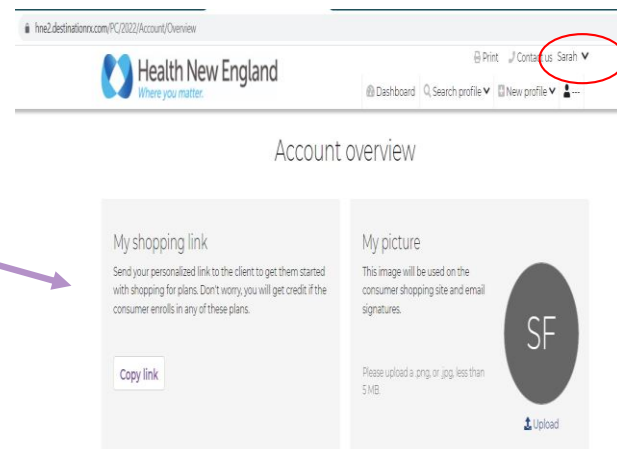 hne2.destinationrx.com/PC/2022/Account/Overview
Print Contact us Sarah
Health New England
Where you matter.
Dashboard Search profile New profile ---
Account overview
My shopping link
Send your personalized link to the client to get them started
with shopping for plans. Don't worry, you will get credit if the
consumer enrolls in any of these plans.
Copy link
My picture
This image will be used on the
consumer shopping site and email
signatures.
Please upload a .png, or .jpg, less than
5 MB.
SF
Upload